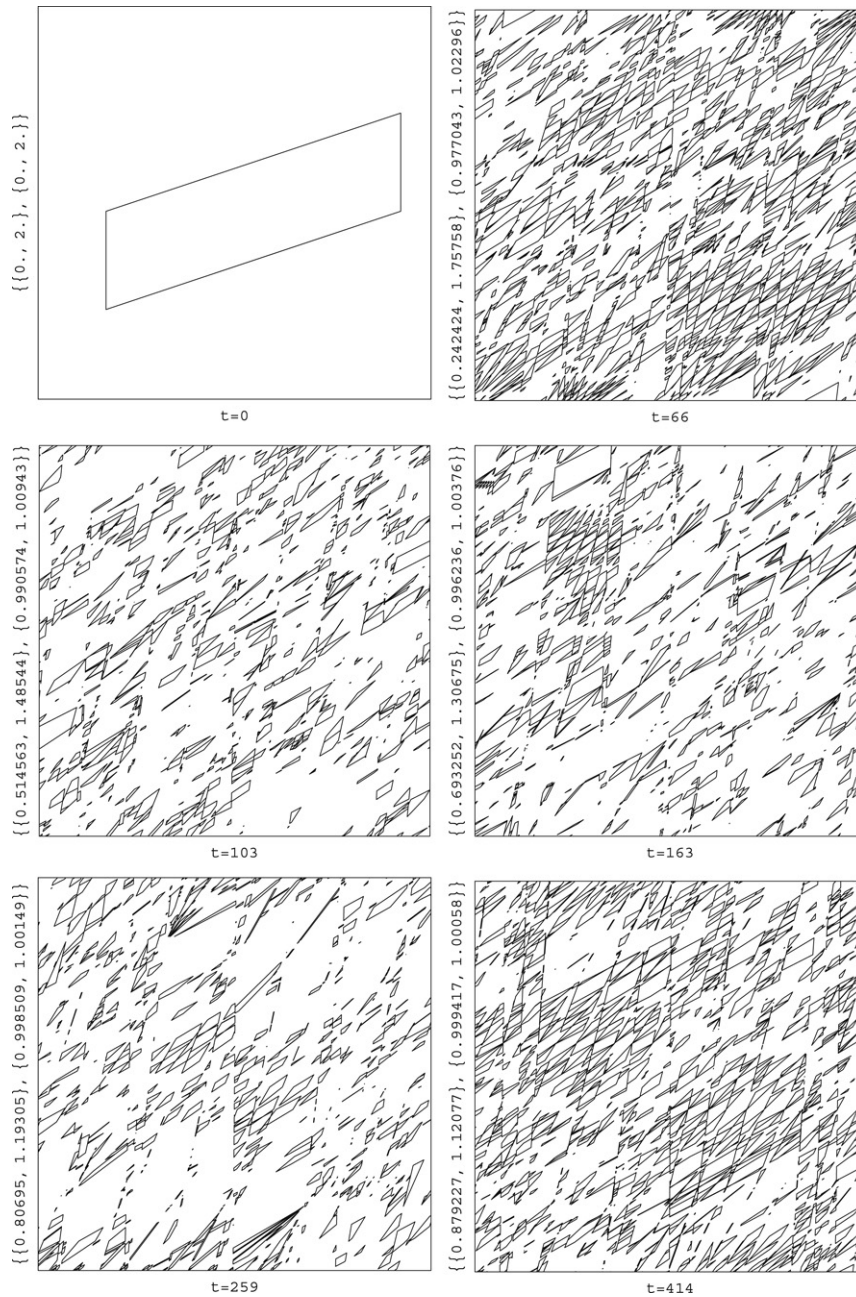 {{0., 2.}, {0., 2.}}
t=0
{{0.242424, 1.75758}, {0.977043, 1.02296}}
t=66
{{0.514563, 1.48544}, {0.990574, 1.00943}}
t=103
{{0.693252, 1.30675}, {0.996236, 1.00376}}
t=163
{{0.80695, 1.19305}, {0.998509, 1.00149}}
t=259
{{0.879227, 1.12077}, {0.999417, 1.00058}}
t=414